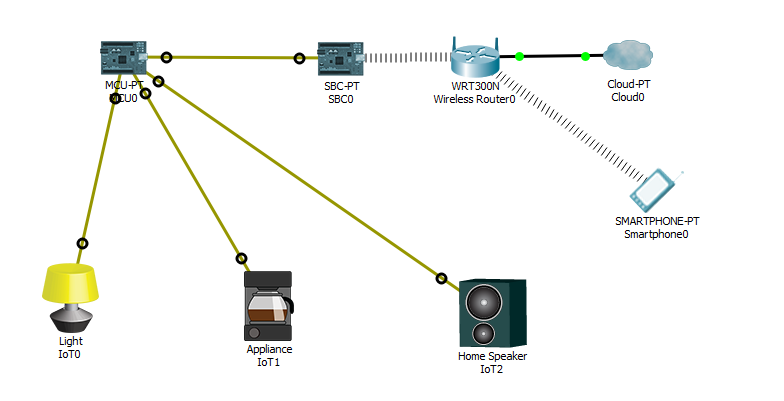 MCU-PT
MCU0
SBC-PT
SBC0
WRT300N
Wireless Router0
Cloud-PT
Cloud0
SMARTPHONE-PT
Smartphone0
Light
IoT0
Appliance
IoT1
Home Speaker
IoT2